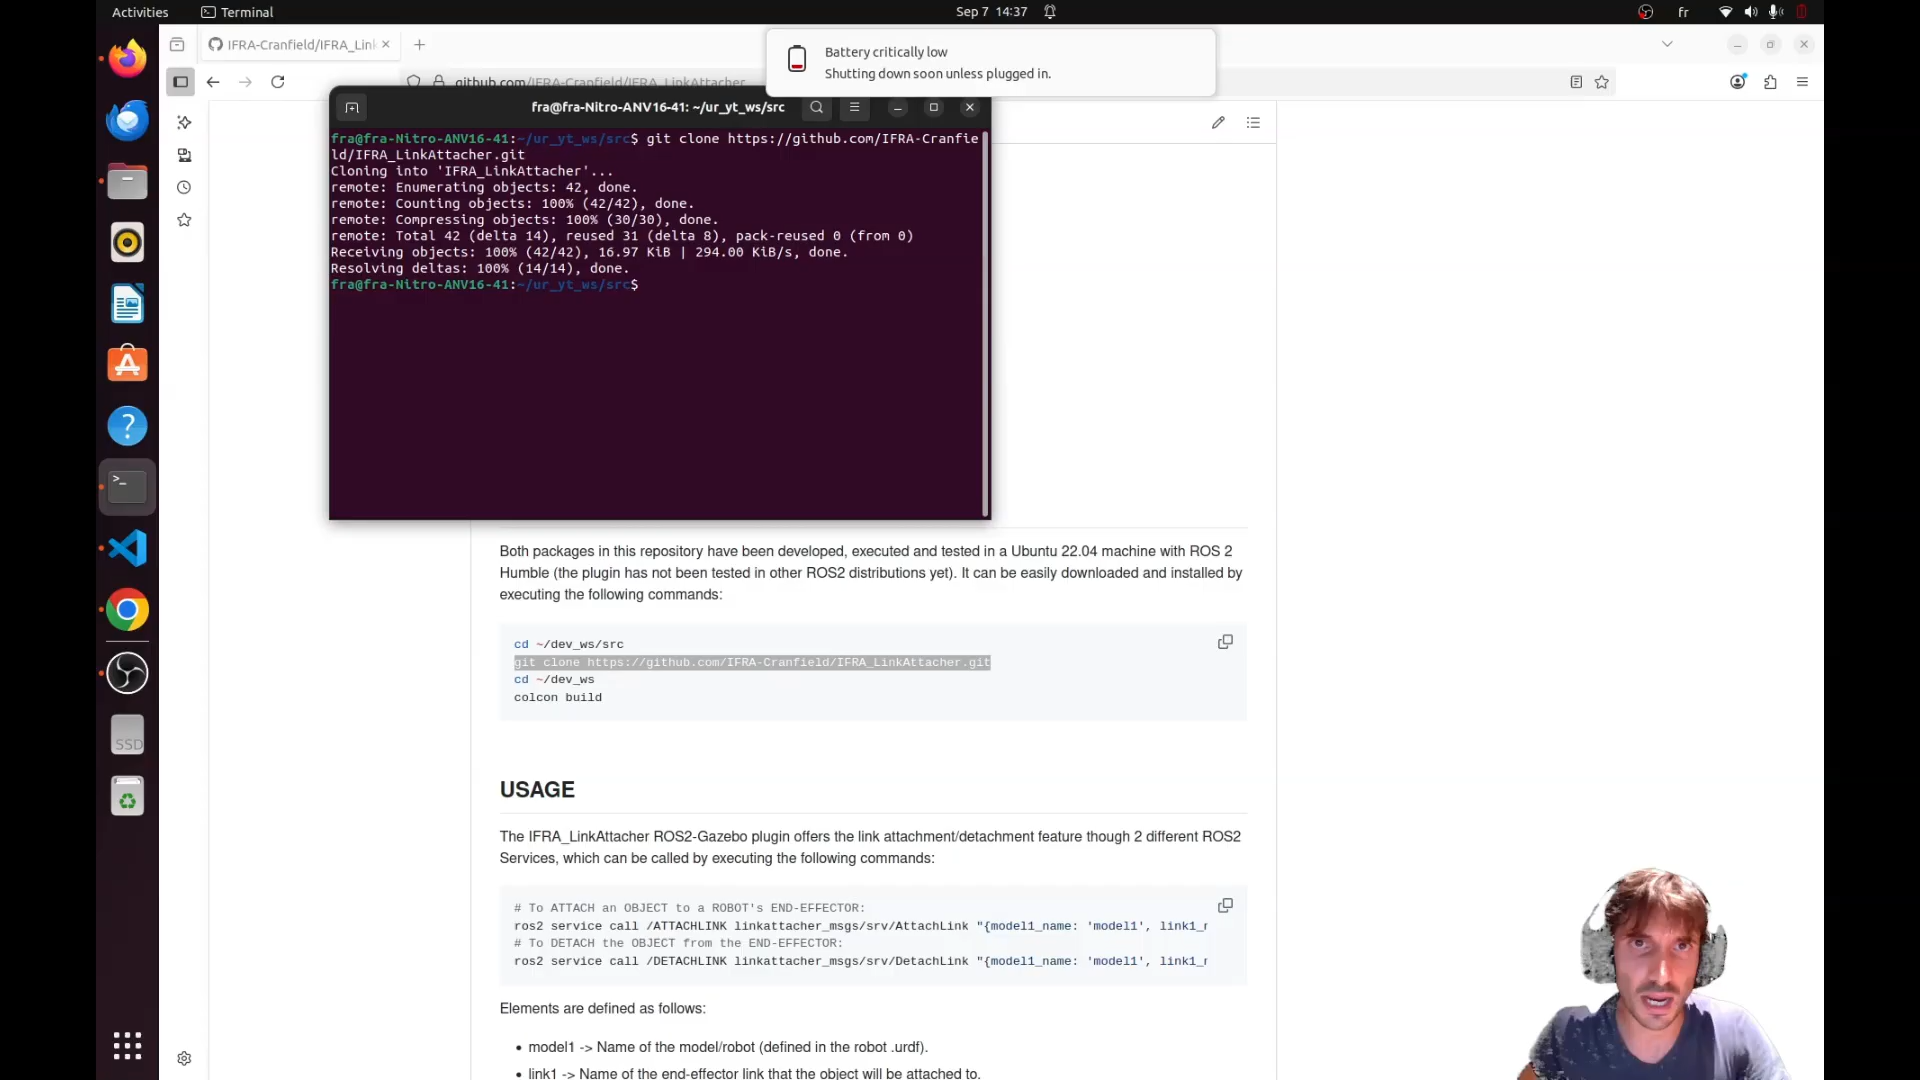 Activities
Terminal
Sep 7 14:37
fr
IFRA-Cranfield/IFRA_Link
Battery critically low
Shutting down soon unless plugged in.
github.com/IFRA-Cranfield/IFRA_LinkAttacher
fra@fra-Nitro-ANV16-41: ~/ur_yt_ws/src
fra@fra-Nitro-ANV16-41:~/ur_yt_ws/src$ git clone https://github.com/IFRA-Cranfie
ld/IFRA_LinkAttacher.git
Cloning into 'IFRA_LinkAttacher'...
remote: Enumerating objects: 42, done.
remote: Counting objects: 100% (42/42), done.
remote: Compressing objects: 100% (30/30), done.
remote: Total 42 (delta 14), reused 31 (delta 8), pack-reused 0 (from 0)
Receiving objects: 100% (42/42), 16.97 KiB | 294.00 KiB/s, done.
Resolving deltas: 100% (14/14), done.
fra@fra-Nitro-ANV16-41:~/ur_yt_ws/src$
Both packages in this repository have been developed, executed and tested in a Ubuntu 22.04 machine with ROS 2
Humble (the plugin has not been tested in other ROS2 distributions yet). It can be easily downloaded and installed by
executing the following commands:
cd ~/dev_ws/src
git clone https://github.com/IFRA-Cranfield/IFRA_LinkAttacher.git
cd ~/dev_ws
colcon build
USAGE
The IFRA_LinkAttacher ROS2-Gazebo plugin offers the link attachment/detachment feature though 2 different ROS2
Services, which can be called by executing the following commands:
# To ATTACH an OBJECT to a ROBOT's END-EFFECTOR:
ros2 service call /ATTACHLINK linkattacher_msgs/srv/AttachLink "{model1_name: 'model1', link1_
# To DETACH the OBJECT from the END-EFFECTOR:
ros2 service call /DETACHLINK linkattacher_msgs/srv/DetachLink "{model1_name: 'model1', link1_
Elements are defined as follows:
• model1 -> Name of the model/robot (defined in the robot .urdf).
• link1 -> Name of the end-effector link that the object will be attached to.
SSD